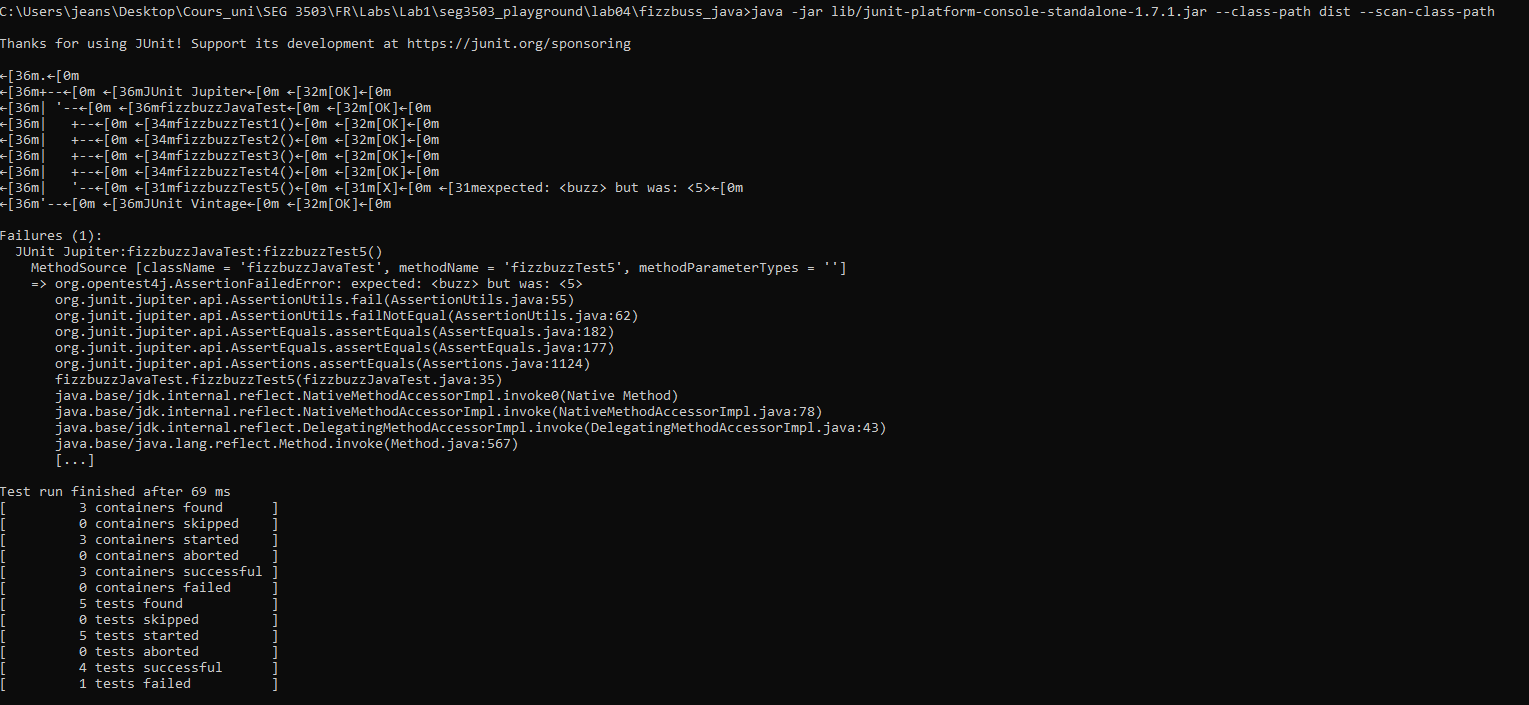 C:\Users\jeans\Desktop\Cours_uni\SEG 3503\FR\Labs\Lab1\seg3503_playground\lab04\fizzbuss_java>java -jar lib/junit-platform-console-standalone-1.7.1.jar --class-path dist --scan-class-path
Thanks for using JUnit! Support its development at https://junit.org/sponsoring
←[36m.←[0m
←[36m+--←[0m ←[36mJUnit Jupiter←[0m ←[32m[OK]←[0m
←[36m| '--←[0m ←[36mfizzbuzzJavaTest←[0m ←[32m[OK]←[0m
←[36m|   +--←[0m ←[34mfizzbuzzTest1()←[0m ←[32m[OK]←[0m
←[36m|   +--←[0m ←[34mfizzbuzzTest2()←[0m ←[32m[OK]←[0m
←[36m|   +--←[0m ←[34mfizzbuzzTest3()←[0m ←[32m[OK]←[0m
←[36m|   +--←[0m ←[34mfizzbuzzTest4()←[0m ←[32m[OK]←[0m
←[36m|   '--←[0m ←[31mfizzbuzzTest5()←[0m ←[31m[X]←[0m ←[31mexpected: <buzz> but was: <5>←[0m
←[36m'--←[0m ←[36mJUnit Vintage←[0m ←[32m[OK]←[0m
Failures (1):
  JUnit Jupiter:fizzbuzzJavaTest:fizzbuzzTest5()
    MethodSource [className = 'fizzbuzzJavaTest', methodName = 'fizzbuzzTest5', methodParameterTypes = '']
    => org.opentest4j.AssertionFailedError: expected: <buzz> but was: <5>
       org.junit.jupiter.api.AssertionUtils.fail(AssertionUtils.java:55)
       org.junit.jupiter.api.AssertionUtils.failNotEqual(AssertionUtils.java:62)
       org.junit.jupiter.api.AssertEquals.assertEquals(AssertEquals.java:182)
       org.junit.jupiter.api.AssertEquals.assertEquals(AssertEquals.java:177)
       org.junit.jupiter.api.Assertions.assertEquals(Assertions.java:1124)
       fizzbuzzJavaTest.fizzbuzzTest5(fizzbuzzJavaTest.java:35)
       java.base/jdk.internal.reflect.NativeMethodAccessorImpl.invoke0(Native Method)
       java.base/jdk.internal.reflect.NativeMethodAccessorImpl.invoke(NativeMethodAccessorImpl.java:78)
       java.base/jdk.internal.reflect.DelegatingMethodAccessorImpl.invoke(DelegatingMethodAccessorImpl.java:43)
       java.base/java.lang.reflect.Method.invoke(Method.java:567)
       [...]
Test run finished after 69 ms
[         3 containers found      ]
[         0 containers skipped    ]
[         3 containers started    ]
[         0 containers aborted    ]
[         3 containers successful ]
[         0 containers failed     ]
[         5 tests found           ]
[         0 tests skipped         ]
[         5 tests started         ]
[         0 tests aborted         ]
[         4 tests successful      ]
[         1 tests failed          ]